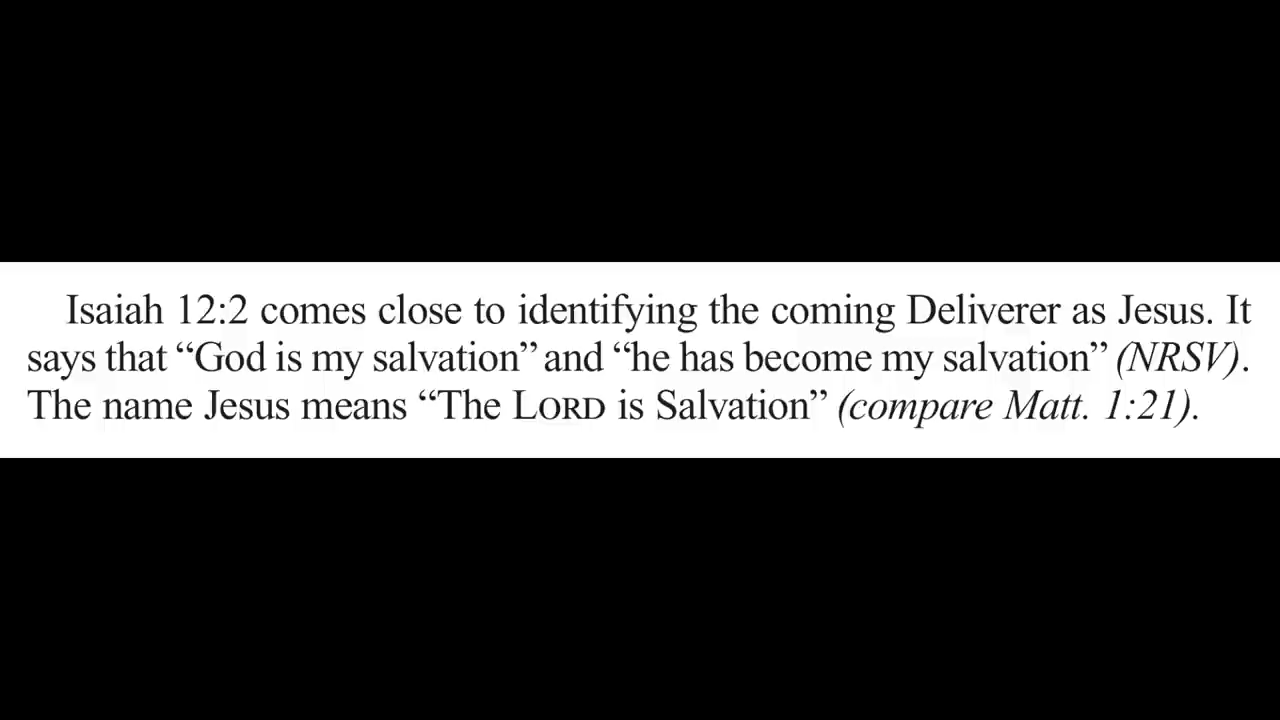 Isaiah 12:2 comes close to identifying the coming Deliverer as Jesus. It
says that “God is my salvation” and “he has become my salvation” (NRSV).
The name Jesus means “The LORD is Salvation” (compare Matt. 1:21).